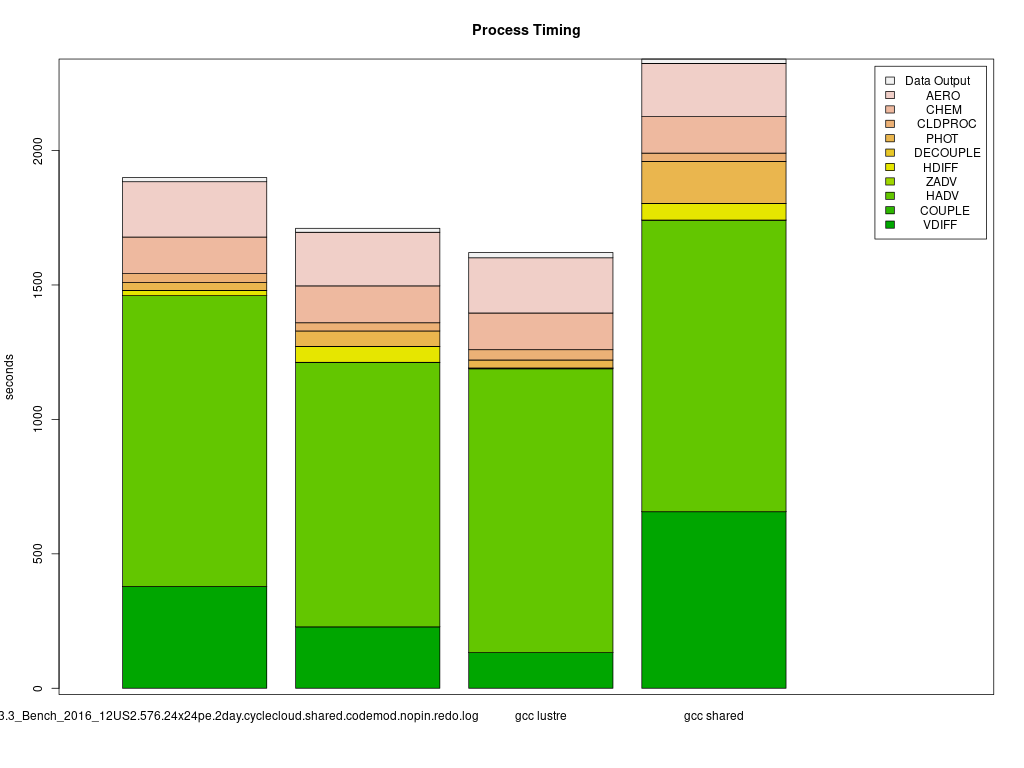 Process Timing
Data Output
AERO
CHEM
CLDPROC
PHOT
DECOUPLE
HDIFF
ZADV
HADV
COUPLE
VDIFF
seconds
2000
1500
1000
500
0
3.3_Bench_2016_12US2.576.24x24pe.2day.cyclecloud.shared.codemod.nopin.redo.log gcc lustre gcc shared